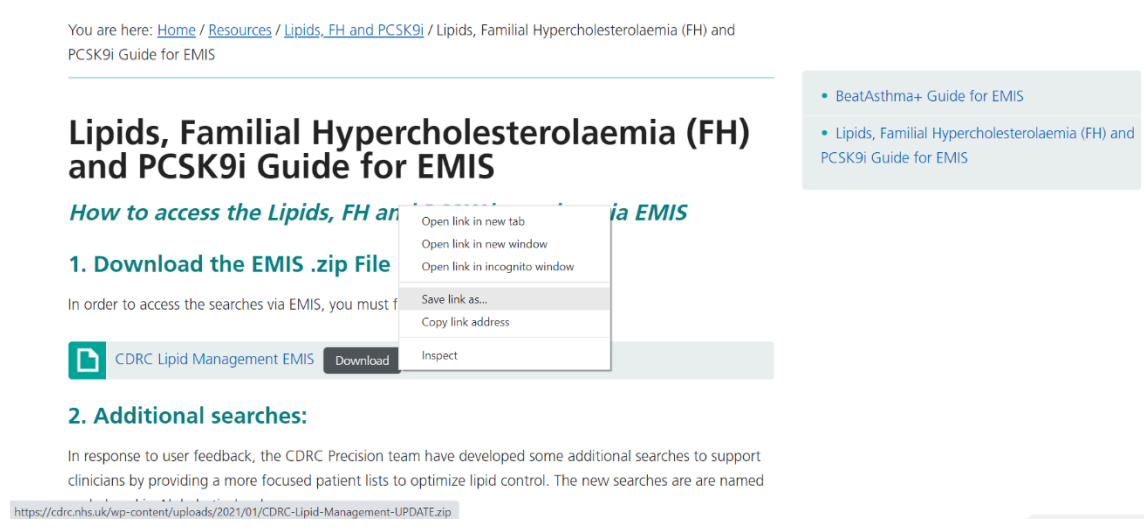 You are here: Home / Resources / Lipids, FH and PCSK9i / Lipids, Familial Hypercholesterolaemia (FH) and
PCSK9i Guide for EMIS
• BeatAsthma+ Guide for EMIS
• Lipids, Familial Hypercholesterolaemia (FH) and
PCSK9i Guide for EMIS
Lipids, Familial Hypercholesterolaemia (FH)
and PCSK9i Guide for EMIS
How to access the Lipids, FH an ia EMIS
Open link in new tab
Open link in new window
Open link in incognito window
Save link as...
Copy link address
Inspect
1. Download the EMIS .zip File
In order to access the searches via EMIS, you must f
CDRC Lipid Management EMIS Download
2. Additional searches:
In response to user feedback, the CDRC Precision team have developed some additional searches to support
clinicians by providing a more focused patient lists to optimize lipid control. The new searches are are named
https://cdrc.nhs.uk/wp-content/uploads/2021/01/CDRC-Lipid-Management-UPDATE.zip